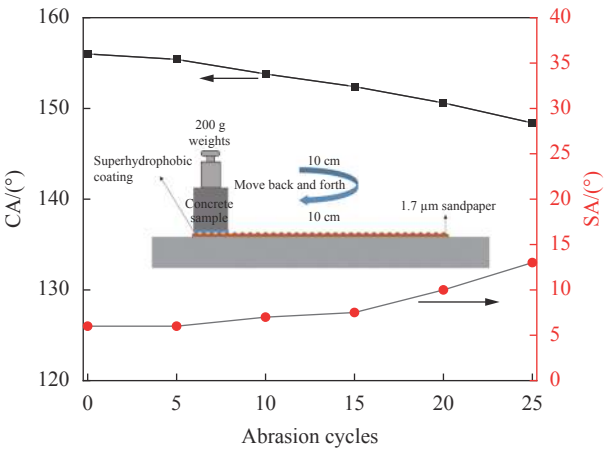 160
150
140
130
120
CA/(°)
40
35
30
25
20
15
10
5
0
SA/(°)
200 g
weights
Superhydrophobic
coating
Concrete
sample
10 cm
Move back and forth
10 cm
1.7 μm sandpaper
0 5 10 15 20 25
Abrasion cycles